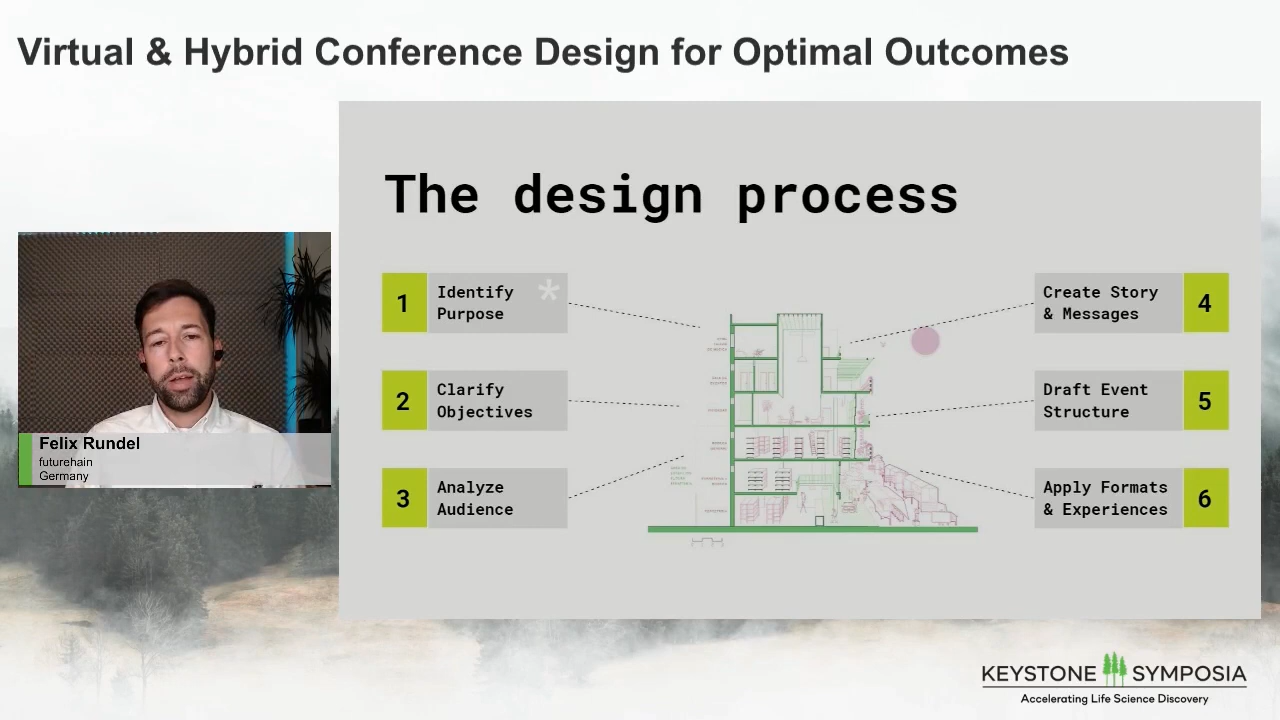 Virtual & Hybrid Conference Design for Optimal Outcomes
The design process
1
Identify
Purpose
*
2
Clarify
Objectives
3
Analyze
Audience
Create Story
& Messages
4
Draft Event
Structure
5
Apply Formats
& Experiences
6
Felix Rundel
futurehain
Germany
KEYSTONE SYMPOSIA
Accelerating Life Science Discovery